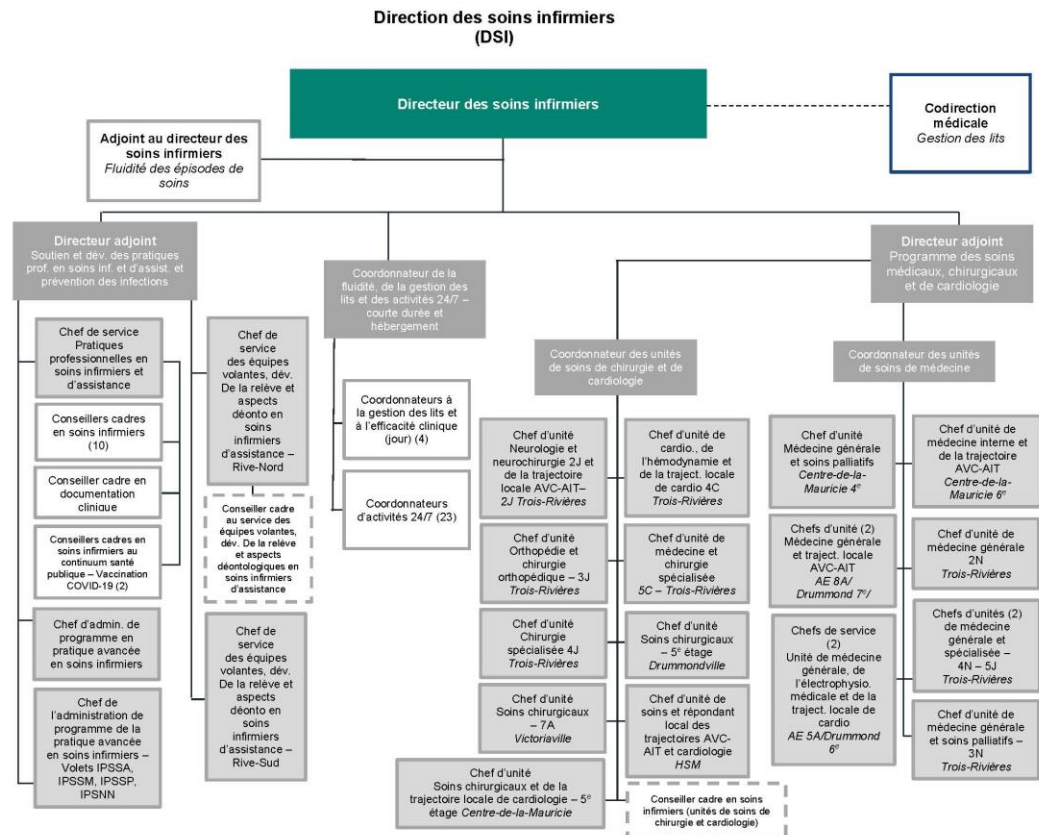 Direction des soins infirmiers
(DSI)
Directeur des soins infirmiers
Codirection
médicale
Gestion des lits
Adjoint au directeur des
soins infirmiers
Fluidité des épisodes de
soins
Directeur adjoint
Soutien et dév. des pratiques
prof. en soins inf. et d'assist. et
prévention des infections
Coordonnateur de la
fluidité, de la gestion des
lits et des activités 24/7 –
courte durée et
hébergement
Directeur adjoint
Programme des soins
médicaux, chirurgicaux
et de cardiologie
Chef de service
Pratiques
professionnelles en
soins infirmiers et
d'assistance
Conseillers cadres
en soins infirmiers
(10)
Conseiller cadre en
documentation
clinique
Conseillers cadres en
soins infirmiers au
continuum santé
publique – Vaccination
COVID-19 (2)
Chef d'admin. de
programme en
pratique avancée en
soins infirmiers
Chef de
l'administration de
programme de la
pratique avancée
en soins infirmiers –
Volets IPSSA,
IPSSM, IPSSP,
IPSNN
Chef de
service
des équipes
volantes, dév.
De la relève et
aspects
déonto en
soins
infirmiers
d'assistance –
Rive-Nord
Conseiller cadre
au service des
équipes volantes,
dév. De la relève
et aspects
déontologiques en
soins infirmiers
d'assistance
Chef de
service
des équipes
volantes, dév.
De la relève et
aspects
déonto en
soins
infirmiers
d'assistance –
Rive-Sud
Coordonnateurs à
la gestion des lits et
à l'efficacité clinique
(jour) (4)
Coordonnateurs
d'activités 24/7 (23)
Coordonnateur des unités
de soins de chirurgie et de
cardiologie
Chef d'unité
Neurologie et
neurochirurgie 2J et
de la trajectoire
locale AVC-AIT–
2J Trois-Rivières
Chef d'unité de
cardio., de
l'hémodynamie et
de la traject. locale
de cardio 4C
Trois-Rivières
Chef d'unité
Orthopédie et
chirurgie
orthopédique – 3J
Trois-Rivières
Chef d'unité de
médecine et
chirurgie
spécialisée
5C – Trois-Rivières
Chef d'unité
Chirurgie
spécialisée 4J
Trois-Rivières
Chef d'unité
Soins chirurgicaux
– 5e étage
Drummondville
Chef d'unité
Soins chirurgicaux
– 7A
Victoriaville
Chef d'unité de
soins et répondant
local des
trajectoires AVC-
AIT et cardiologie
HSM
Chef d'unité
Soins chirurgicaux et de la
trajectoire locale de cardiologie – 5e
étage Centre-de-la-Mauricie
Conseiller cadre en soins
infirmiers (unités de soins de
chirurgie et cardiologie)
Coordonnateur des unités
de soins de médecine
Chef d'unité
Médecine générale
et soins palliatifs
Centre-de-la-
Mauricie 4e
Chef d'unité de
médecine interne et
de la trajectoire
AVC-AIT
Centre-de-la-
Mauricie 6e
Chefs d'unité (2)
Médecine générale
et traject. locale
AVC-AIT
AE 8A/
Drummond 7e/
Chef d'unité de
médecine générale
2N
Trois-Rivières
Chefs de service
(2)
Unité de médecine
générale, de
l'électrophysio.
médicale et de la
traject. locale de
cardio
AE 5A/Drummond
6e
Chefs d'unités (2)
de médecine
générale et
spécialisée –
4N – 5J
Trois-Rivières
Chef d'unité de
médecine générale
et soins palliatifs –
3N
Trois-Rivières